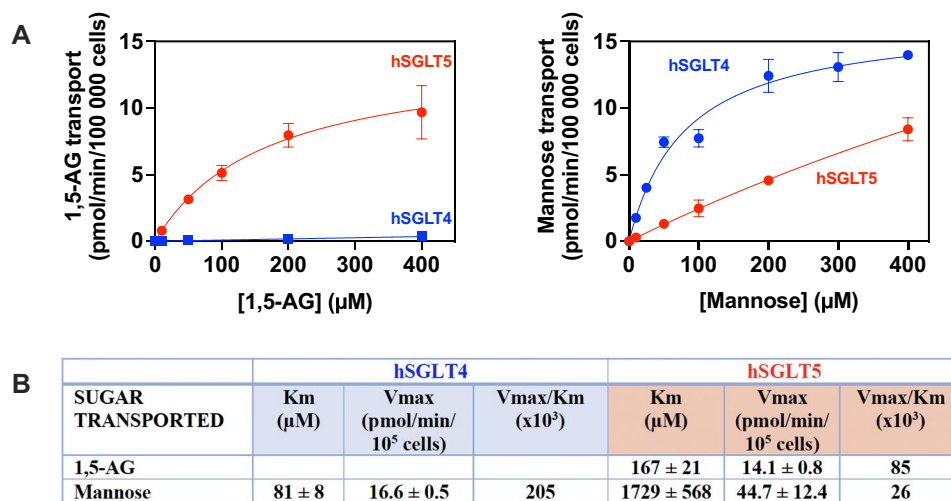 A
1,5-AG transport
(pmol/min/100 000 cells)
15
10
5
0
0 100 200 300 400
[1,5-AG] (µM)
hSGLT5
hSGLT4
Mannose transport
(pmol/min/100 000 cells)
15
10
5
0
0 100 200 300 400
[Mannose] (µM)
hSGLT4
hSGLT5
B
hSGLT4 hSGLT5
SUGAR TRANSPORTED Km (µM) Vmax (pmol/min/ 10⁵ cells) Vmax/Km (x10³) Km (µM) Vmax (pmol/min/ 10⁵ cells) Vmax/Km (x10³)
1,5-AG 167 ± 21 14.1 ± 0.8 85
Mannose 81 ± 8 16.6 ± 0.5 205 1729 ± 568 44.7 ± 12.4 26